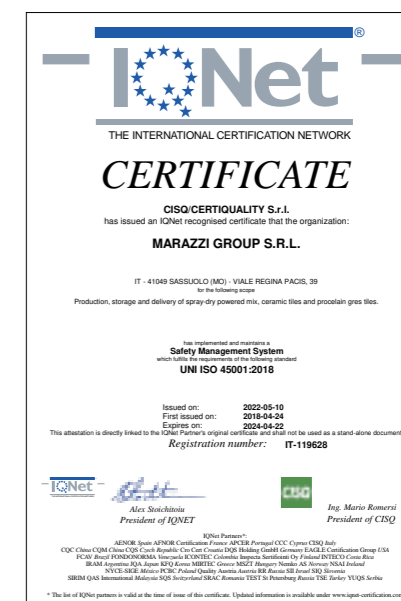 ®
IQNet
THE INTERNATIONAL CERTIFICATION NETWORK
CERTIFICATE
CISQ/CERTIQUALITY S.r.l.
has issued an IQNet recognised certificate that the organization:
MARAZZI GROUP S.R.L.
IT - 41049 SASSUOLO (MO) - VIALE REGINA PACIS, 39
for the following scope
Production, storage and delivery of spray-dry powred mix, ceramic tiles and procelain gres tiles.
has implemented and maintains a
Safety Management System
which fulfills the requirements of the following standard
UNI ISO 45001:2018
Issued on: 2022-05-10
First issued on: 2018-04-24
Expires on: 2024-04-22
This attestation is directly linked to the IQNet Partner's original certificate and shall not be used as a stand-alone document
Registration number: IT-119628
IQNet
CISQ
Alex Stoichitoiu
President of IQNET
Ing. Mario Romersi
President of CISQ
IQNet Partners*:
AENOR Spain AFNOR Certification France APCER Portugal CCC Cyprus CISQ Italy
CQC China CQM China CQS Czech Republic Cro Cert Croatia DQS Holding GmbH Germany EAGLE Certification Group USA
FCAV Brazil FONDONORMA Venezuela ICONTEC Colombia Inspecta Sertifiointi Oy Finland INTECO Costa Rica
IRAM Argentina JQA Japan KFQ Korea MIRTEC Greece MSZT Hungary Nemko AS Norway NSAI Ireland
NYCE-SIGE México PCBC Poland Quality Austria Austria RR Russia SII Israel SIQ Slovenia
SIRIM QAS International Malaysia SQS Switzerland SRAC Romania TEST St Petersburg Russia TSE Turkey YUQS Serbia
* The list of IQNet partners is valid at the time of issue of this certificate. Updated information is available under www.iqnet-certification.com